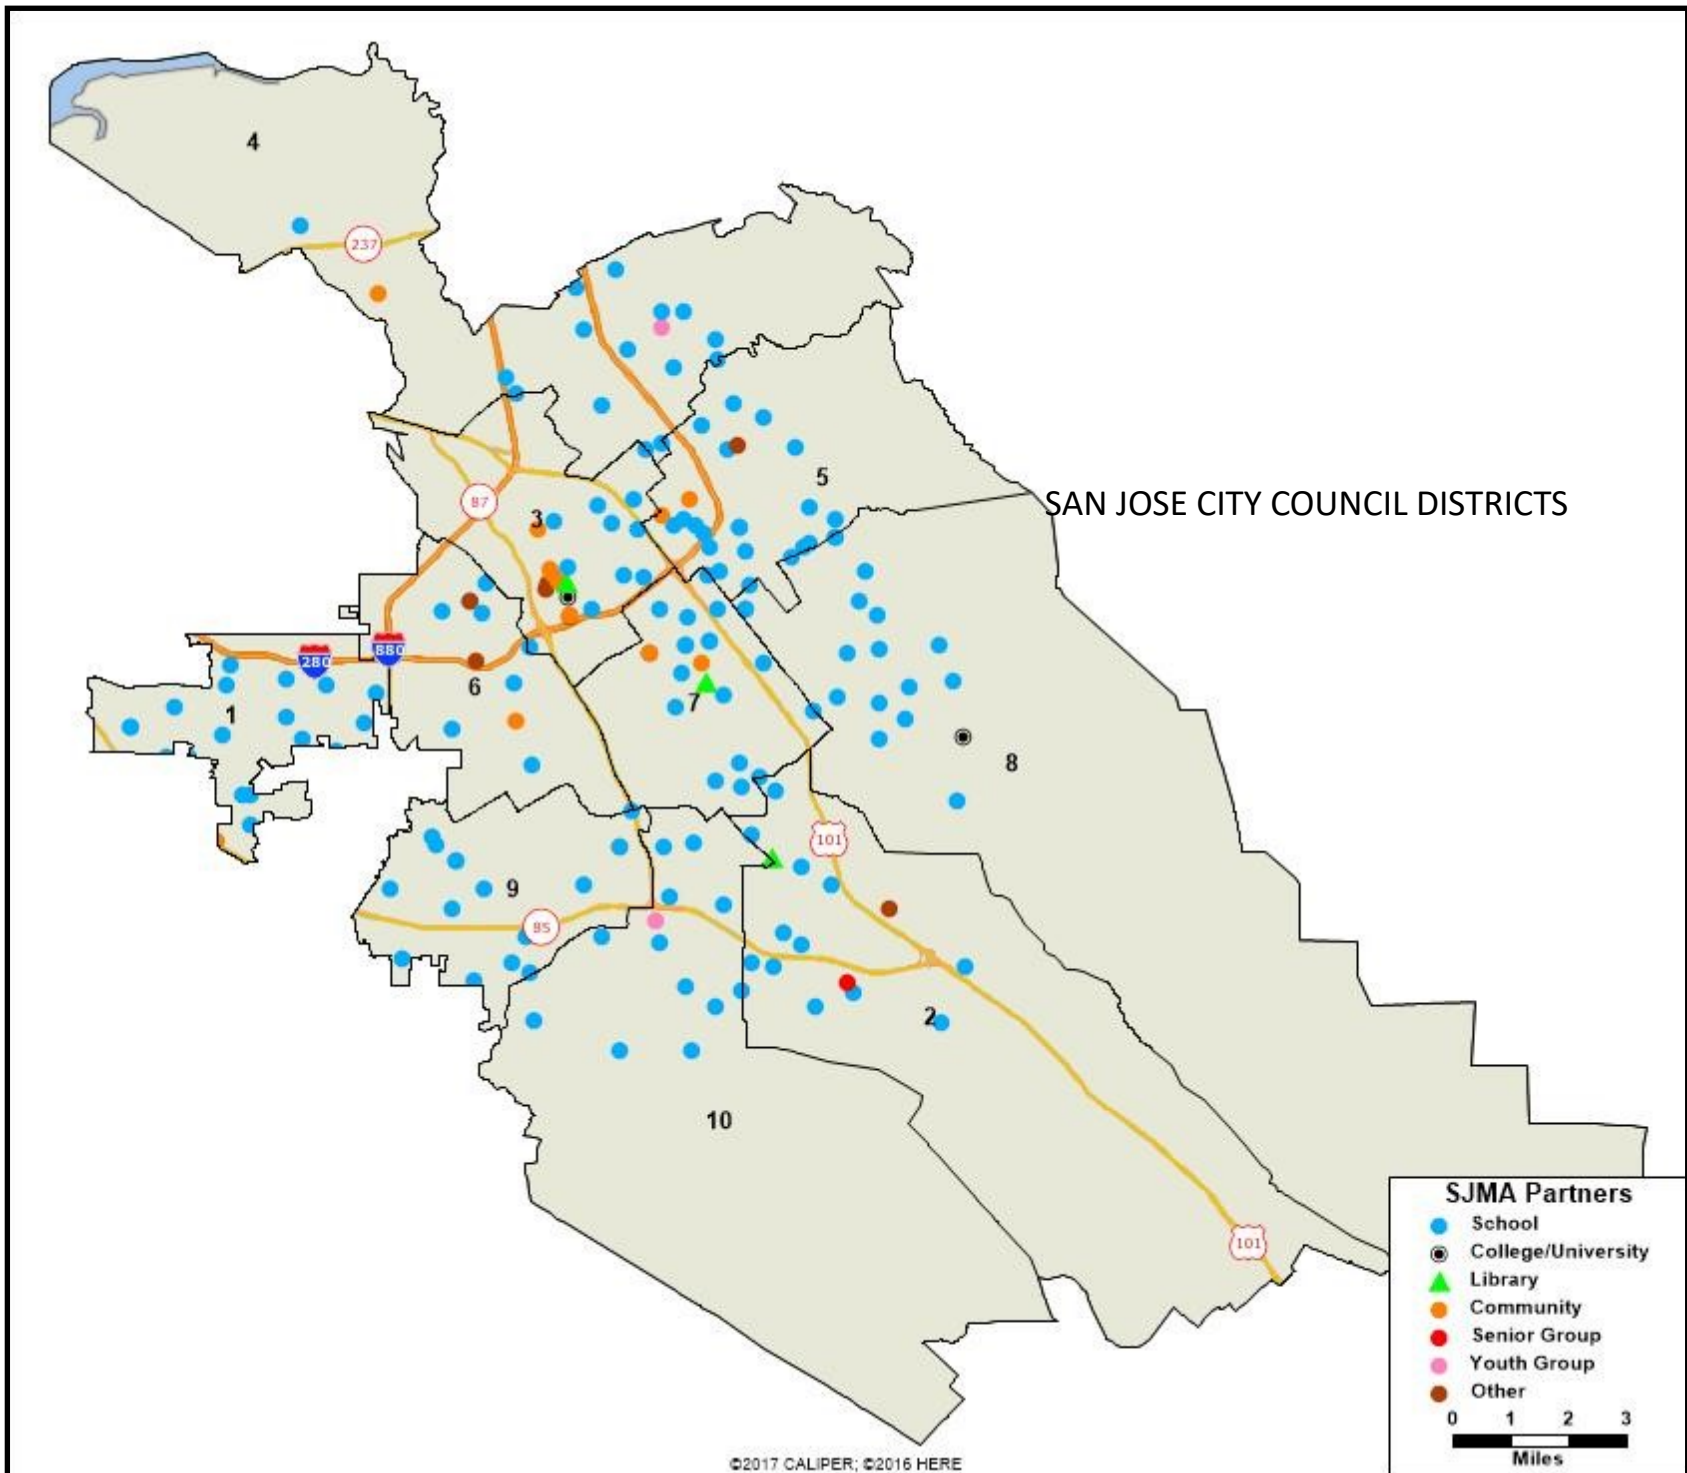 4
237
5
SAN JOSE CITY COUNCIL DISTRICTS
87
3
280
880
6
1
7
8
101
9
85
2
10
101
SJMA Partners
School
College/University
Library
Community
Senior Group
Youth Group
Other
0 1 2 3
Miles
©2017 CALIPER; ©2016 HERE